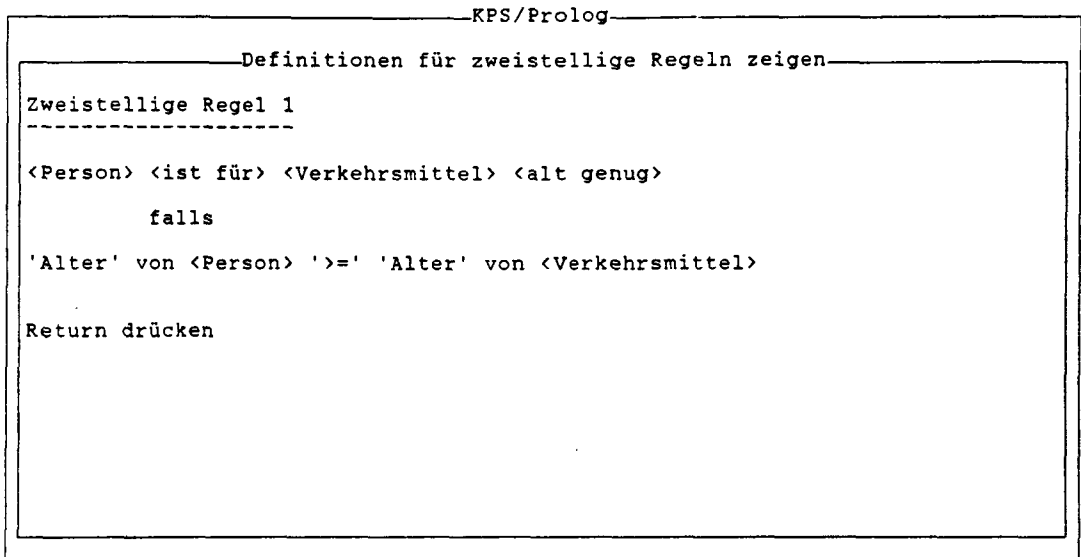 KPS/Prolog
Definitionen für zweistellige Regeln zeigen
Zweistellige Regel 1
--------------------
<Person> <ist für> <Verkehrsmittel> <alt genug>
falls
'Alter' von <Person> '>=' 'Alter' von <Verkehrsmittel>
Return drücken